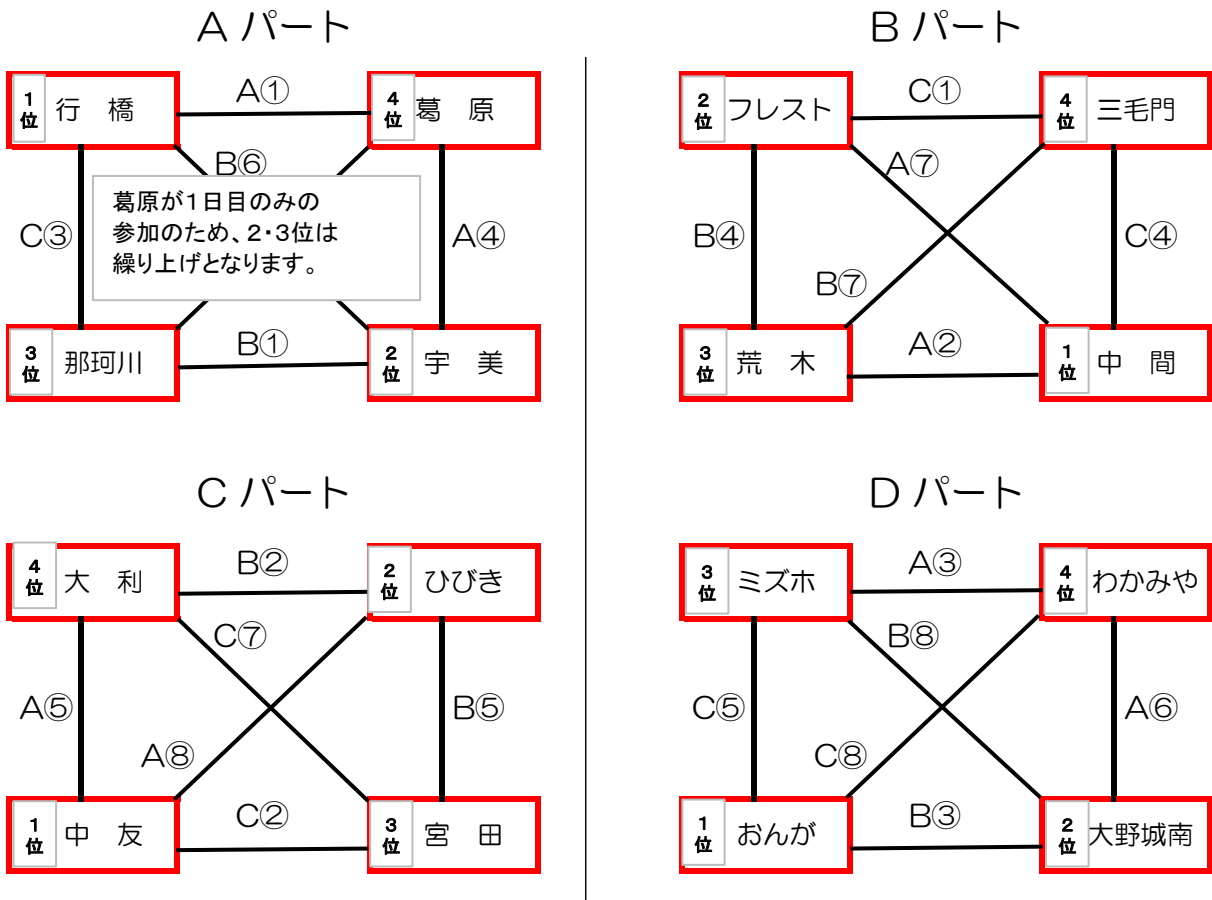 A パート
1位 行 橋
A①
4位 葛 原
B⑥
C③
葛原が１日目のみの
参加のため、２・３位は
繰り上げとなります。
A④
3位 那珂川
B①
2位 宇 美
B パート
2位 フレスト
C①
4位 三毛門
A⑦
B④
C④
B⑦
3位 荒 木
A②
1位 中 間
C パート
4位 大 利
B②
2位 ひびき
C⑦
A⑤
B⑤
A⑧
1位 中 友
C②
3位 宮 田
D パート
3位 ミズホ
A③
4位 わかみや
B⑧
C⑤
A⑥
C⑧
1位 おんが
B③
2位 大野城南